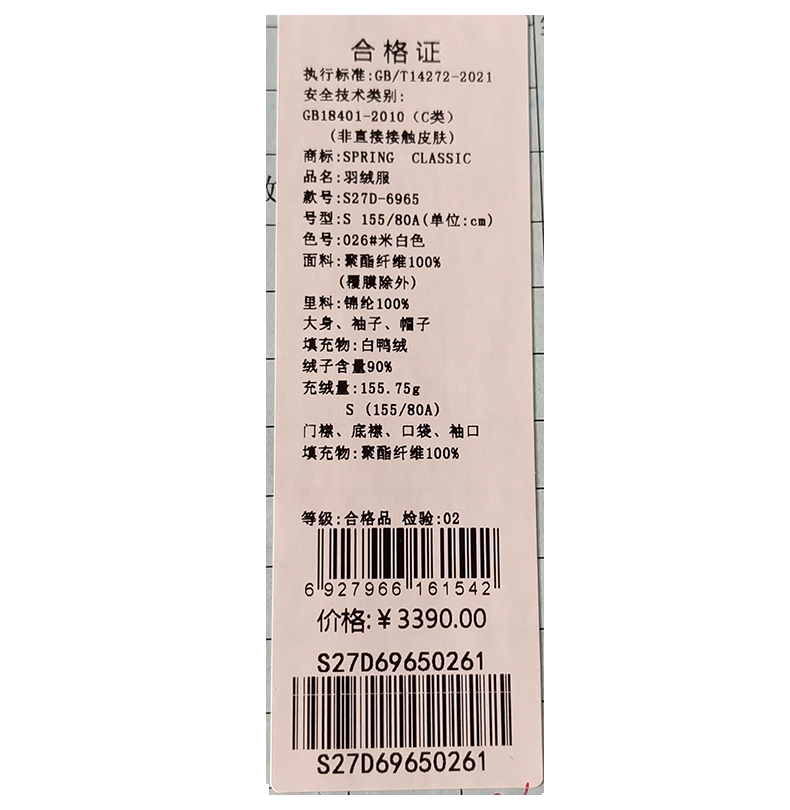 合格证
执行标准:GB/T14272-2021
安全技术类别:
GB18401-2010(C类)
(非直接接触皮肤)
商标:SPRING CLASSIC
品名:羽绒服
款号:S27D-6965
号型:S 155/80A(单位:cm)
色号:026#米白色
面料:聚酯纤维100%
(覆膜除外)
里料:锦纶100%
大身、袖子、帽子
填充物:白鸭绒
绒子含量90%
充绒量:155.75g
S (155/80A)
门襟、底襟、口袋、袖口
填充物:聚酯纤维100%
等级:合格品 检验:02
6 927966 161542
价格:¥3390.00
S27D69650261
S27D69650261